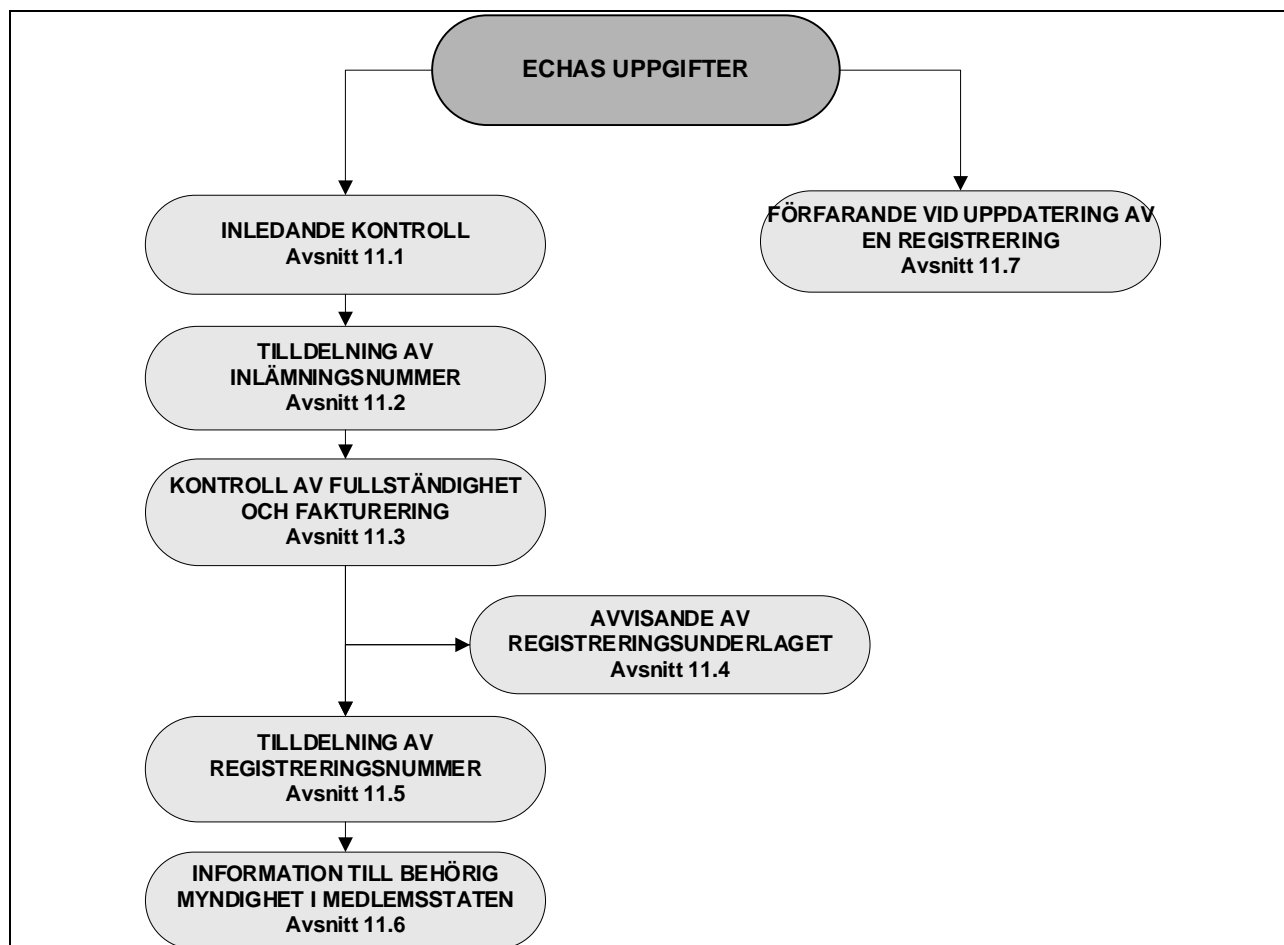 ECHAS UPPGIFTER
INLEDANDE KONTROLL
Avsnitt 11.1
FÖRFARANDE VID UPPDATERING AV
EN REGISTRERING
Avsnitt 11.7
TILLDELNING AV
INLÄMNINGSNUMMER
Avsnitt 11.2
KONTROLL AV FULLSTÄNDIGHET
OCH FAKTURERING
Avsnitt 11.3
AVVISANDE AV
REGISTRERINGSUNDERLAGET
Avsnitt 11.4
TILLDELNING AV
REGISTRERINGSNUMMER
Avsnitt 11.5
INFORMATION TILL BEHÖRIG
MYNDIGHET I MEDLEMSSTATEN
Avsnitt 11.6